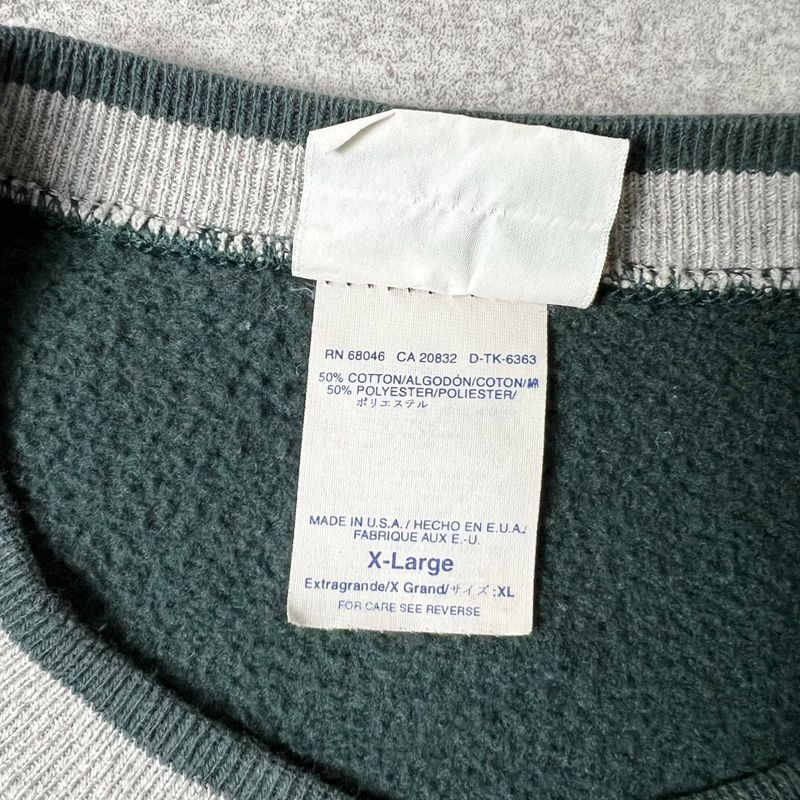 RN 68046 CA 20832 D-TK-6363
50% COTTON/ALGODÓN/COTON/綿
50% POLYESTER/POLIESTER/
ポリエステル
MADE IN U.S.A./ HECHO EN E.U.A./
FABRIQUE AUX E.-U.
X-Large
Extragrande/X Grand/サイズ:XL
FOR CARE SEE REVERSE